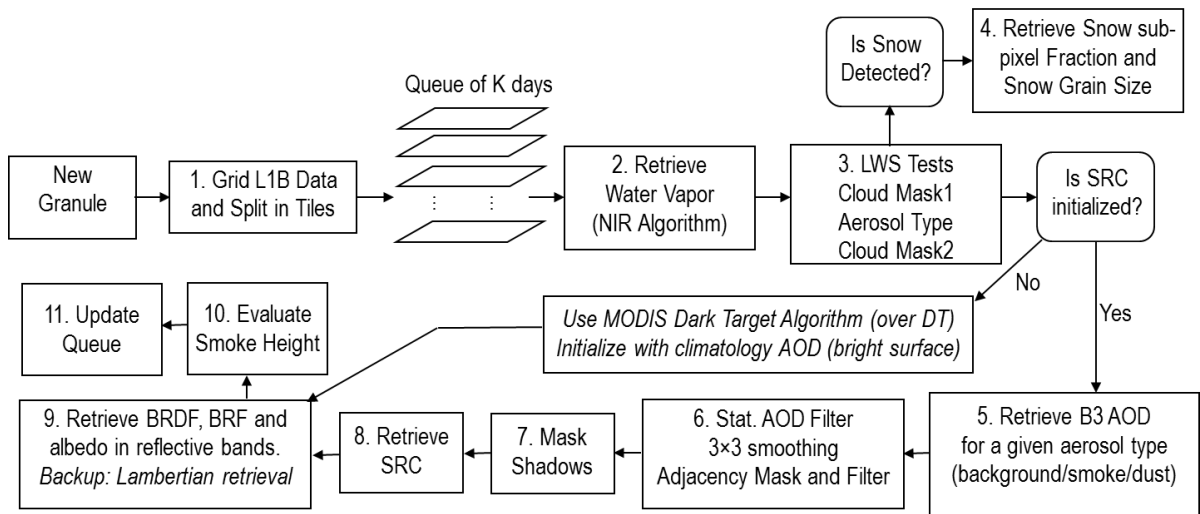 New
Granule
1. Grid L1B Data
and Split in Tiles
Queue of K days
2. Retrieve
Water Vapor
(NIR Algorithm)
3. LWS Tests
Cloud Mask1
Aerosol Type
Cloud Mask2
Is Snow
Detected?
4. Retrieve Snow sub-
pixel Fraction and
Snow Grain Size
Is SRC
initialized?
No
Yes
Use MODIS Dark Target Algorithm (over DT)
Initialize with climatology AOD (bright surface)
5. Retrieve B3 AOD
for a given aerosol type
(background/smoke/dust)
6. Stat. AOD Filter
3×3 smoothing
Adjacency Mask and Filter
7. Mask
Shadows
8. Retrieve
SRC
9. Retrieve BRDF, BRF and
albedo in reflective bands.
Backup: Lambertian retrieval
10. Evaluate
Smoke Height
11. Update
Queue